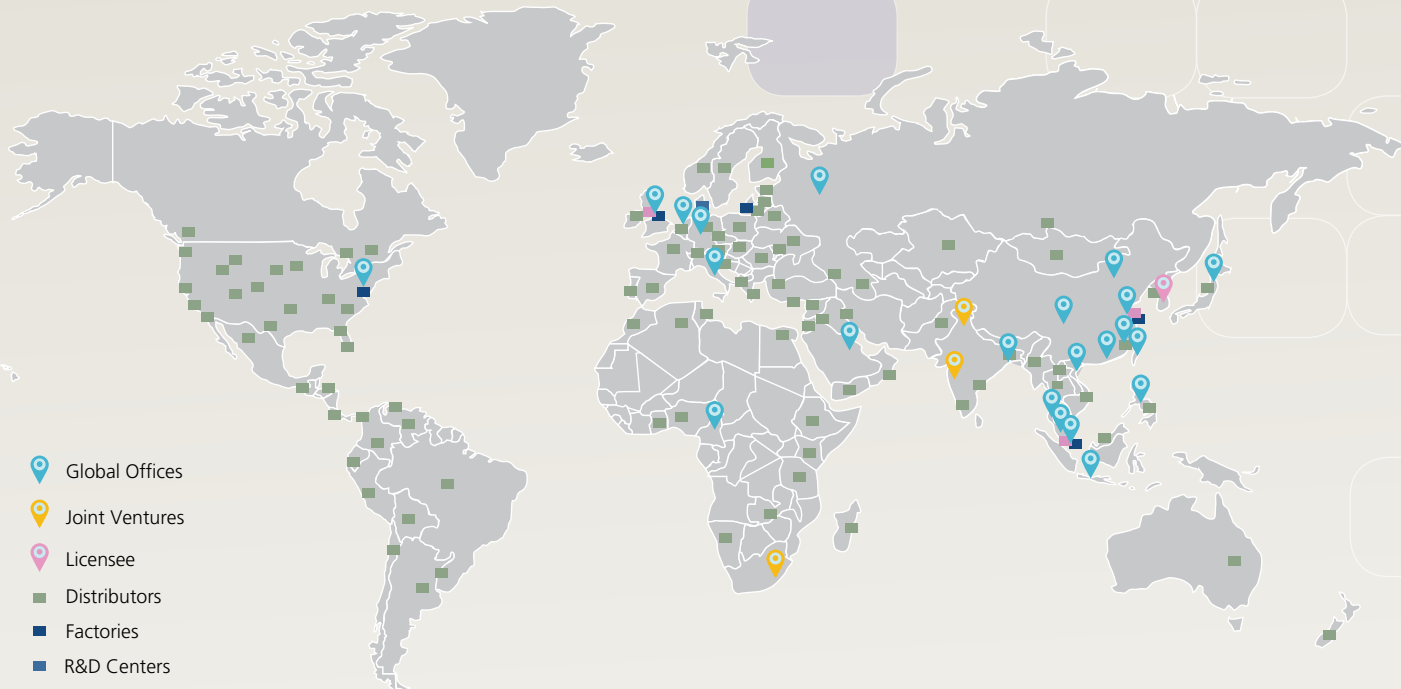 Global Offices
Joint Ventures
Licensee
Distributors
Factories
R&D Centers